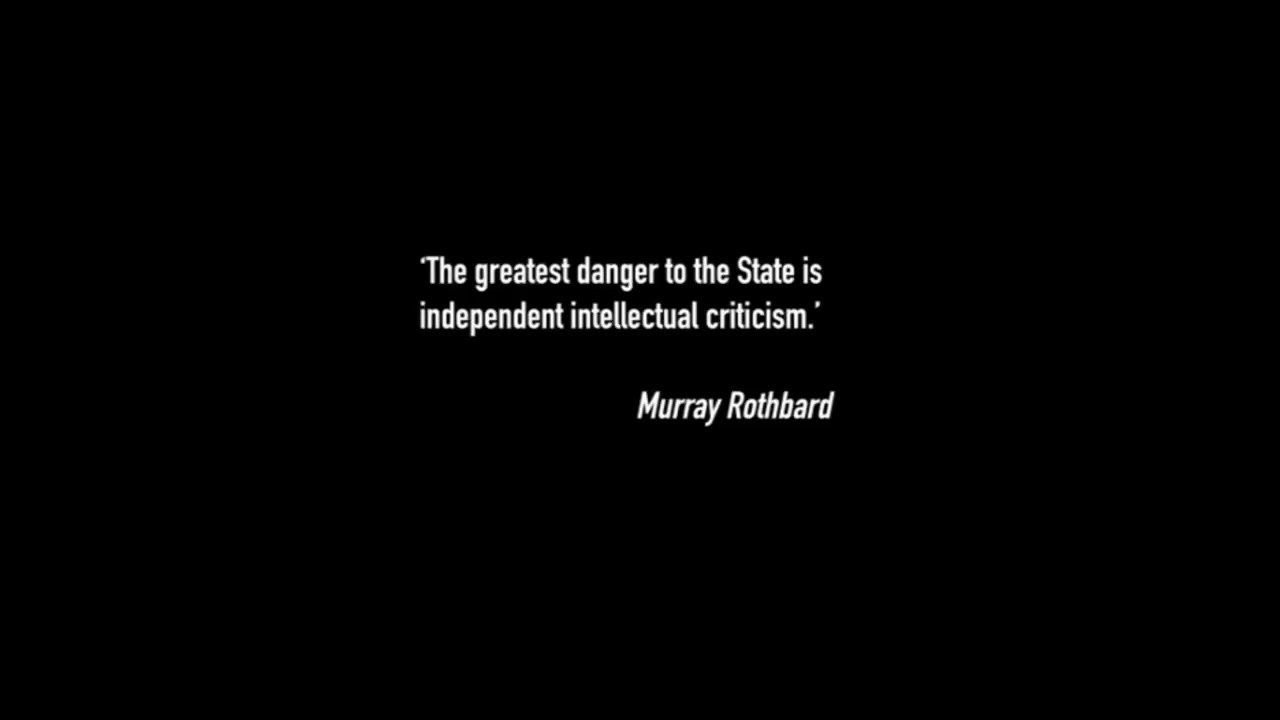 ‘The greatest danger to the State is
independent intellectual criticism.’
Murray Rothbard